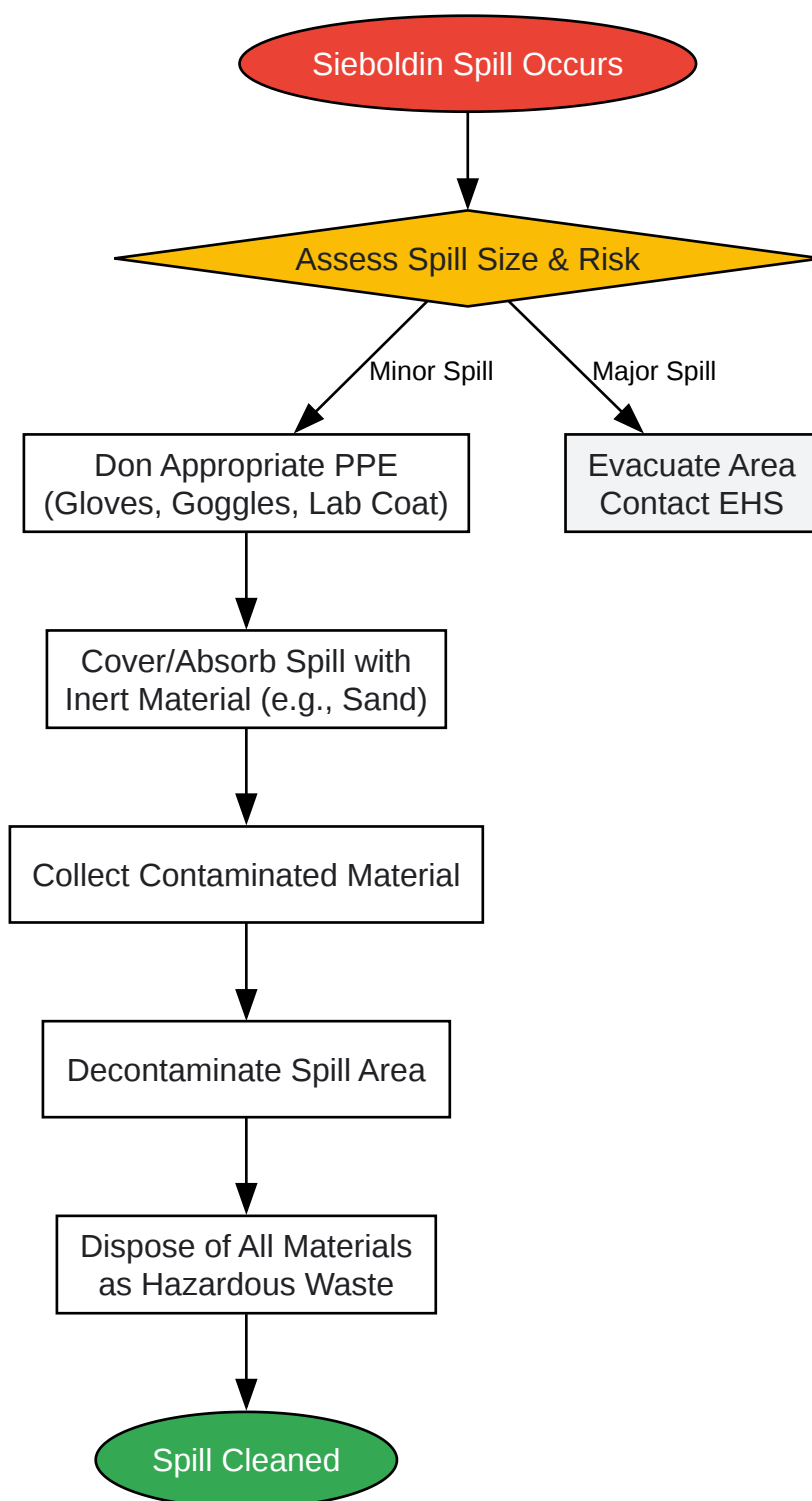 Sieboldin Spill Occurs
Assess Spill Size & Risk
Minor Spill
Major Spill
Don Appropriate PPE
(Gloves, Goggles, Lab Coat)
Evacuate Area
Contact EHS
Cover/Absorb Spill with
Inert Material (e.g., Sand)
Collect Contaminated Material
Decontaminate Spill Area
Dispose of All Materials
as Hazardous Waste
Spill Cleaned